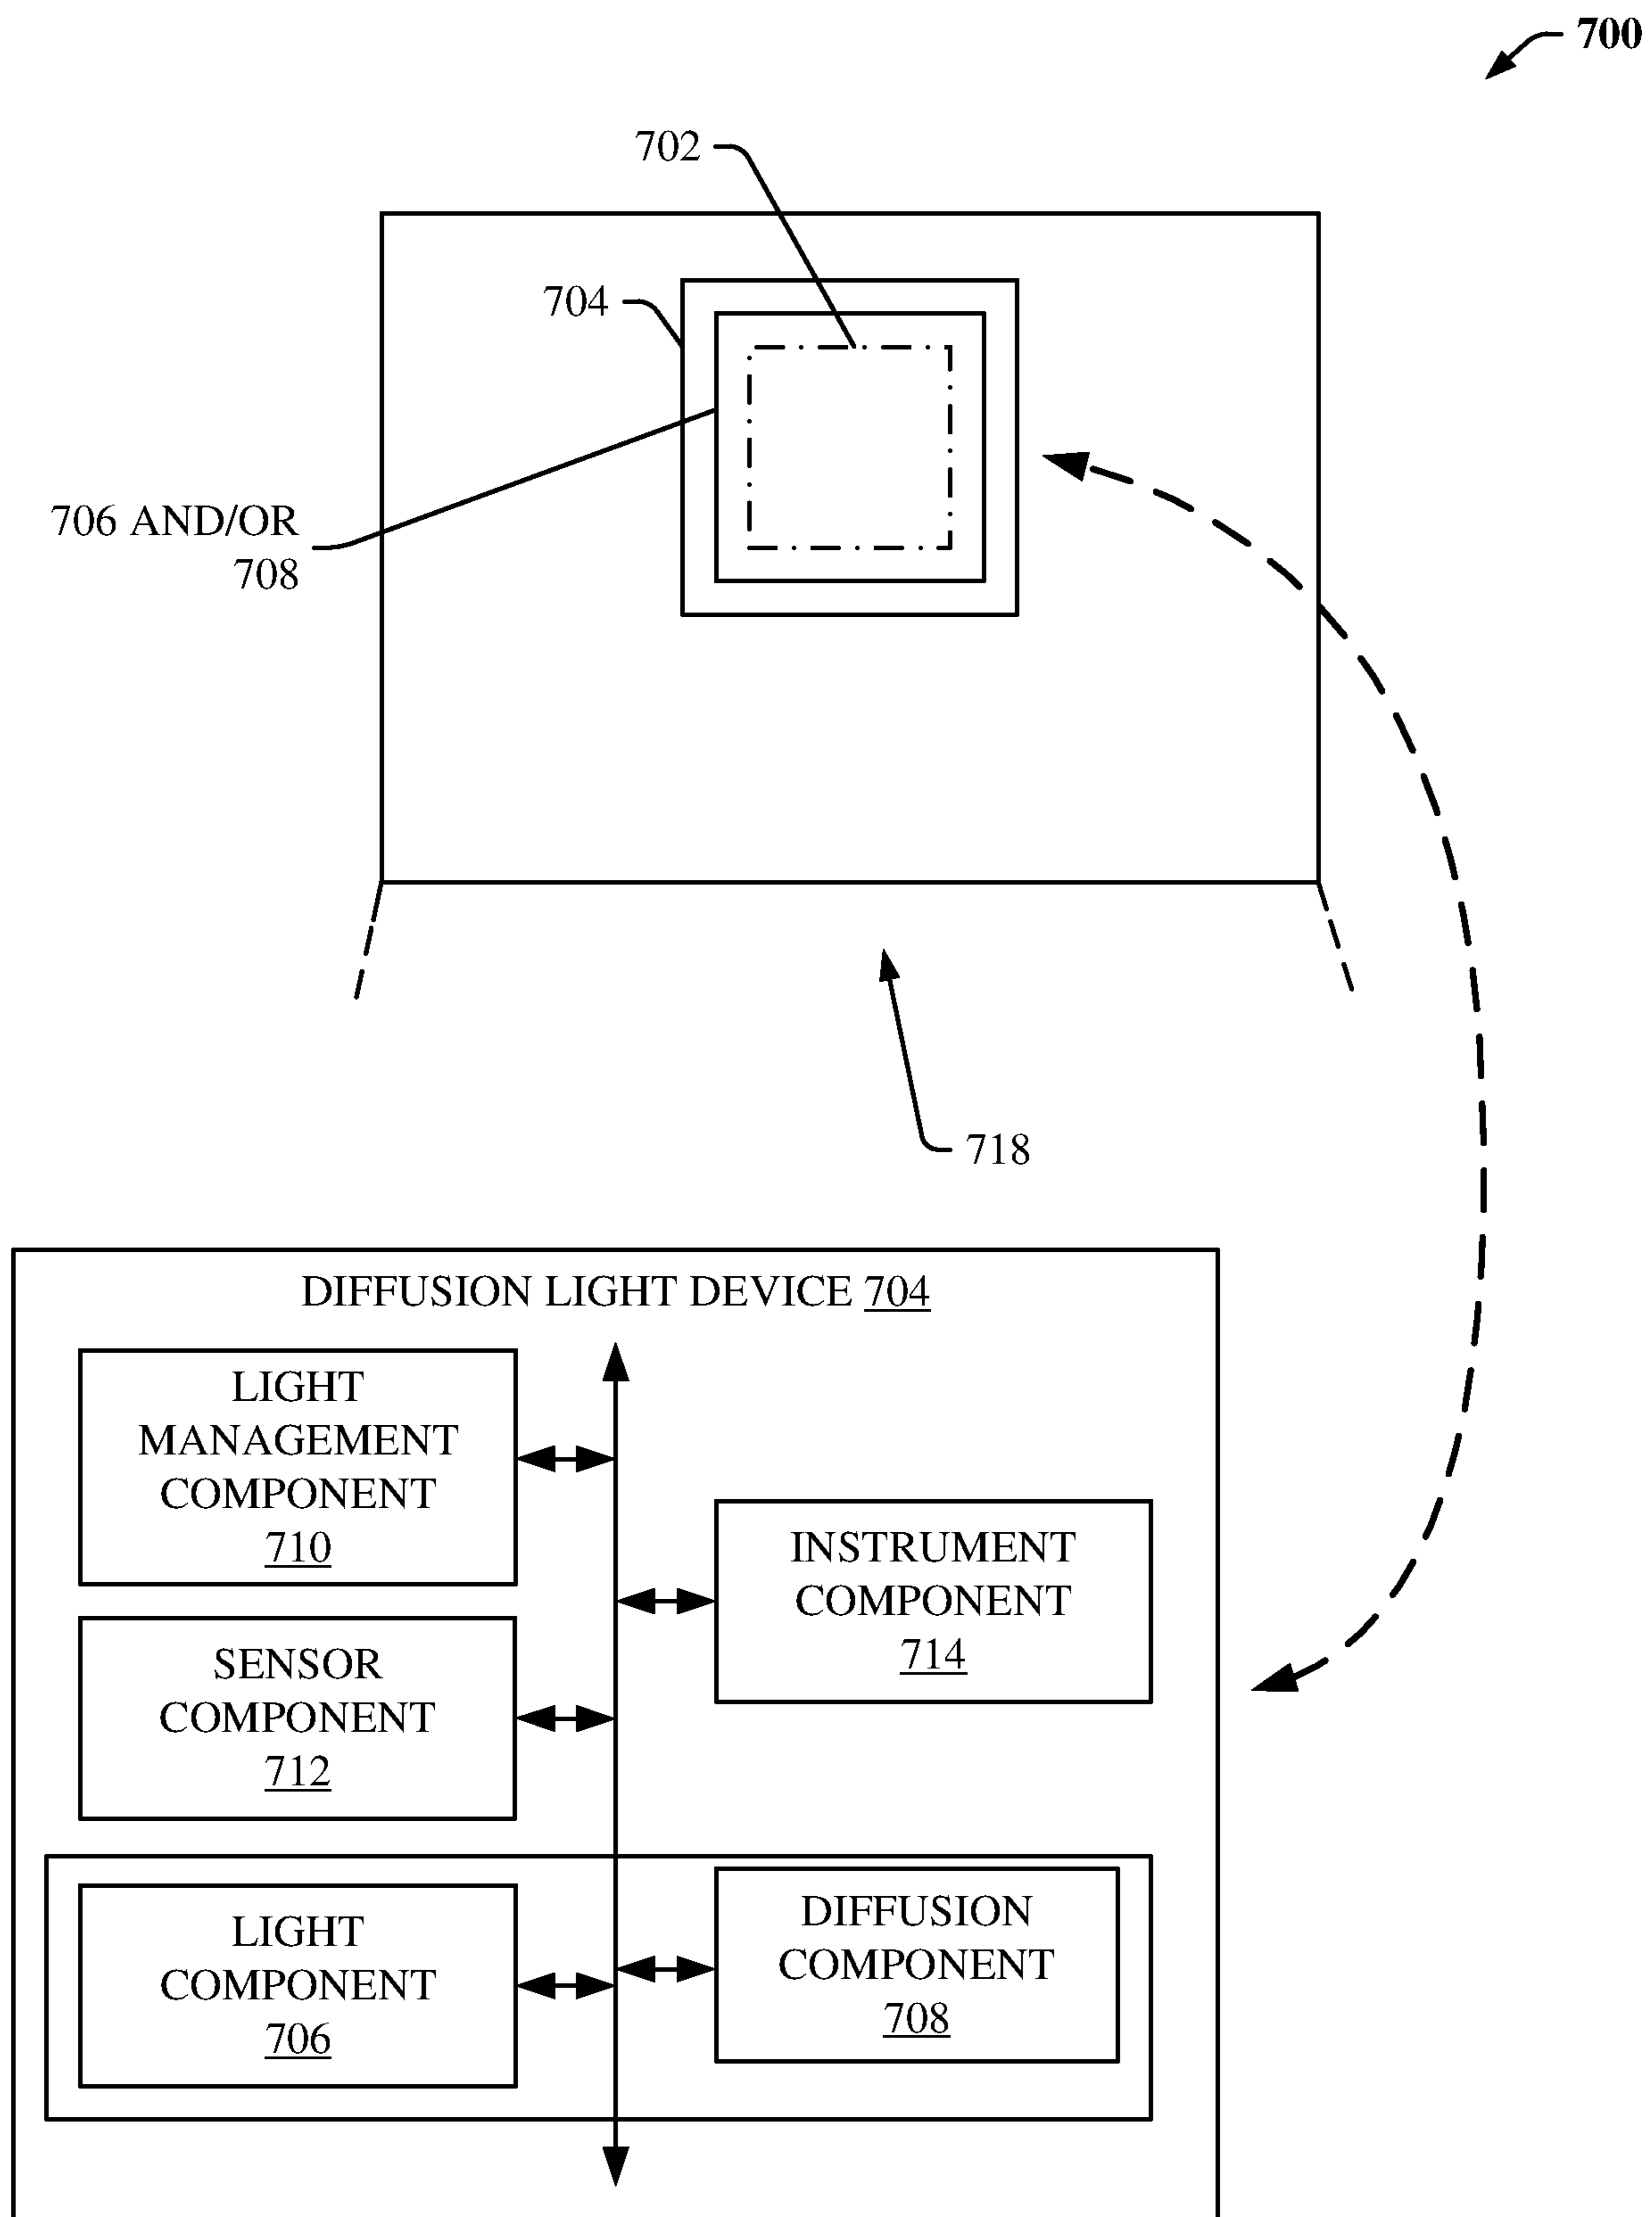 700
702
704
706 AND/OR
708
718
DIFFUSION LIGHT DEVICE 704
LIGHT
MANAGEMENT
COMPONENT
710
INSTRUMENT
COMPONENT
714
SENSOR
COMPONENT
712
LIGHT
COMPONENT
706
DIFFUSION
COMPONENT
708